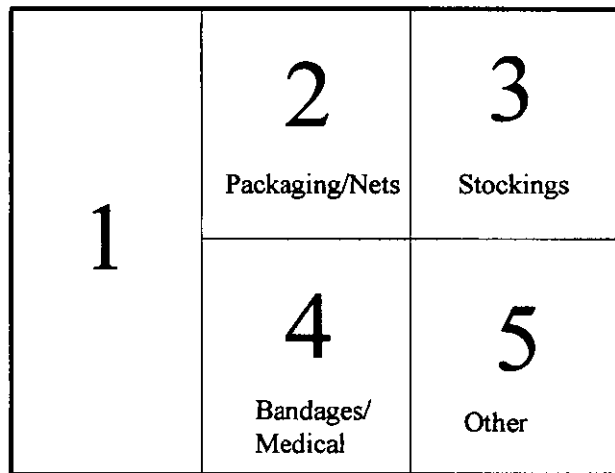 1
2
Packaging/Nets
3
Stockings
4
Bandages/
Medical
5
Other